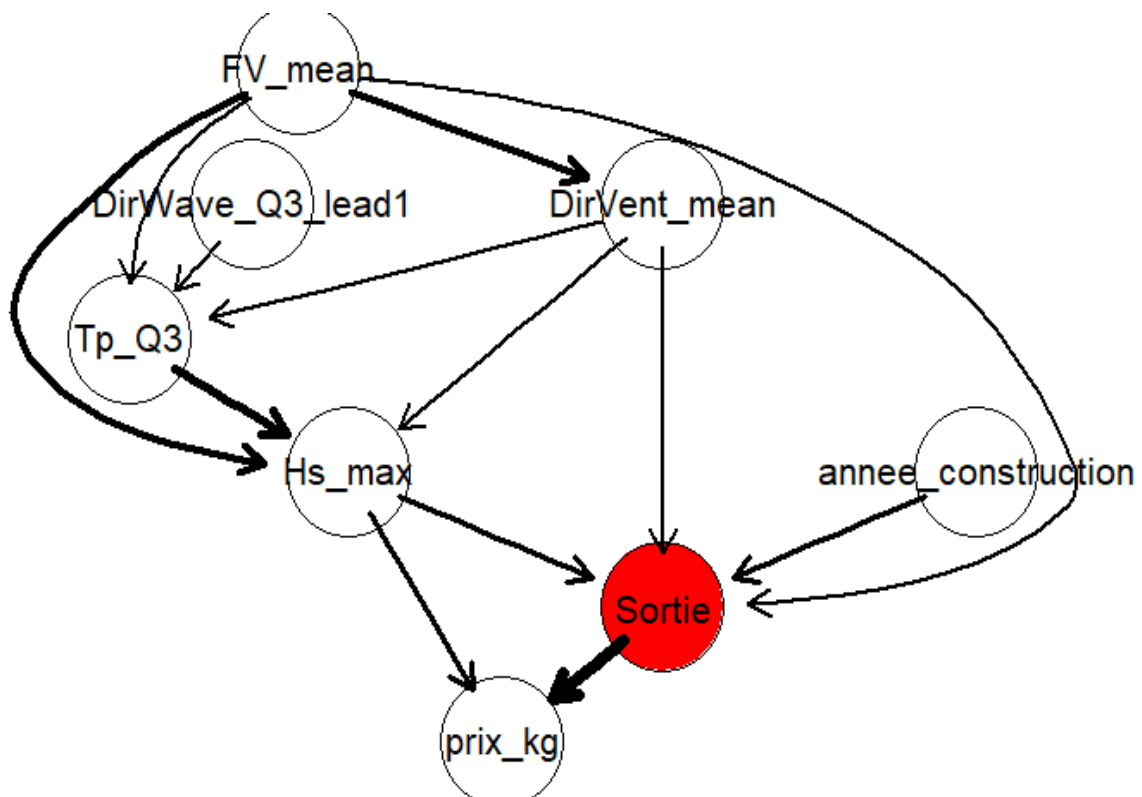 FV_mean
DirWave_Q3_lead1
DirVent_mean
Tp_Q3
Hs_max
annee_construction
Sortie
prix_kg